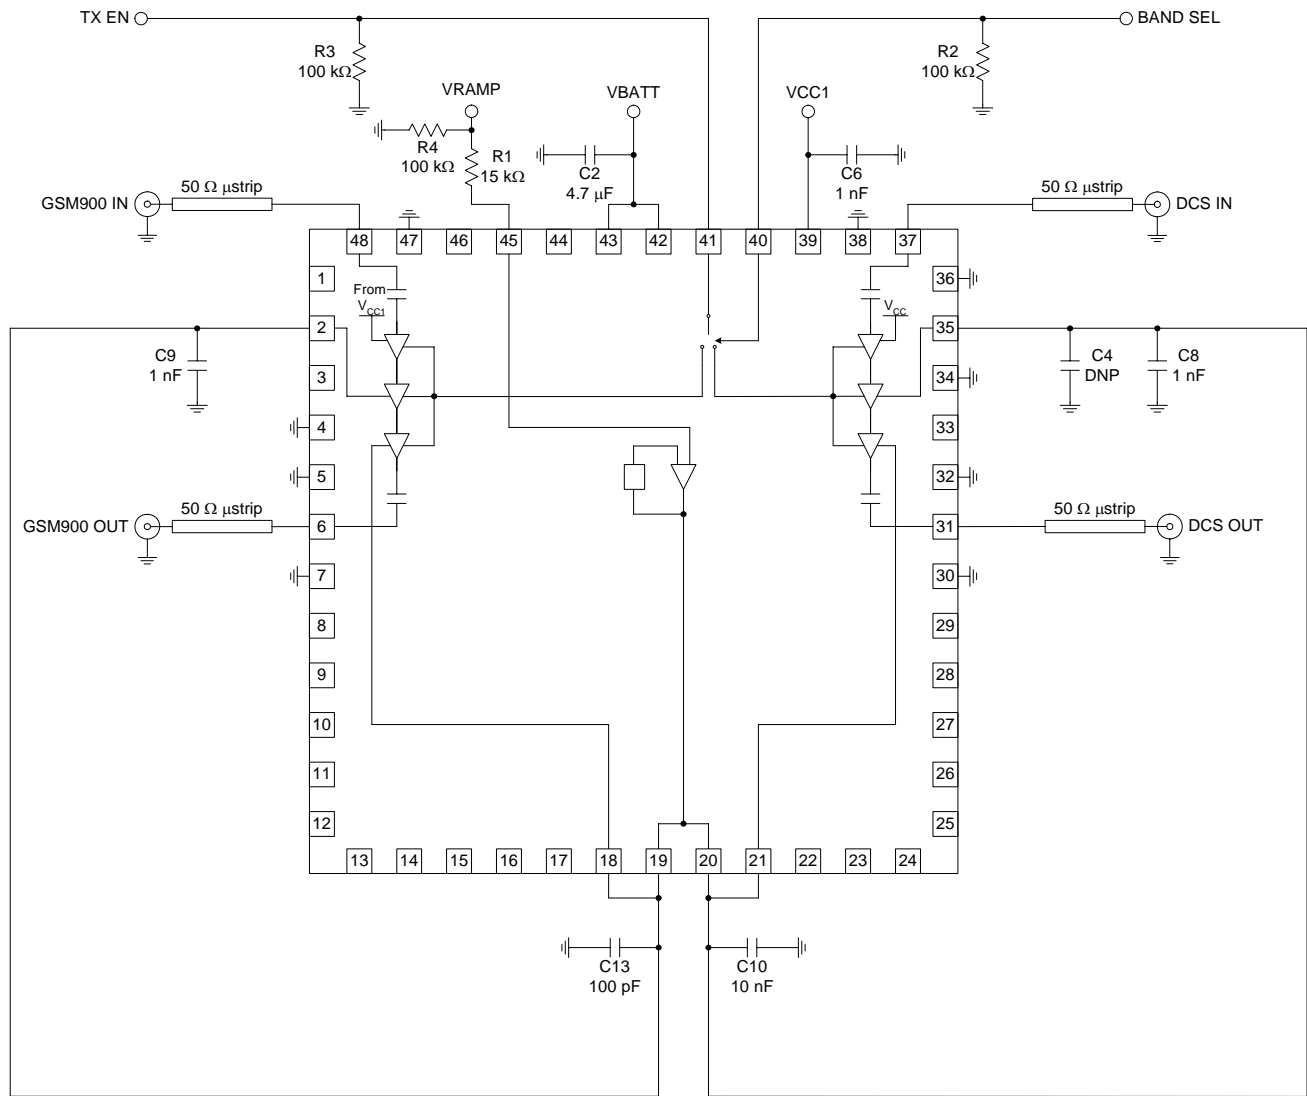 TX EN
BAND SEL
R3
100 kΩ
R2
100 kΩ
VRAMP
VBATT
VCC1
R4
100 kΩ
R1
15 kΩ
C2
4.7 μF
C6
1 nF
50 Ω μstrip
GSM900 IN
50 Ω μstrip
DCS IN
48 47 46 45 44 43 42 41 40 39 38 37
1
2
3
4
5
6
7
8
9
10
11
12
From
VCC1
VCC
36
35
34
33
32
31
30
29
28
27
26
25
C9
1 nF
C4
DNP
C8
1 nF
50 Ω μstrip
GSM900 OUT
50 Ω μstrip
DCS OUT
13 14 15 16 17 18 19 20 21 22 23 24
C13
100 pF
C10
10 nF